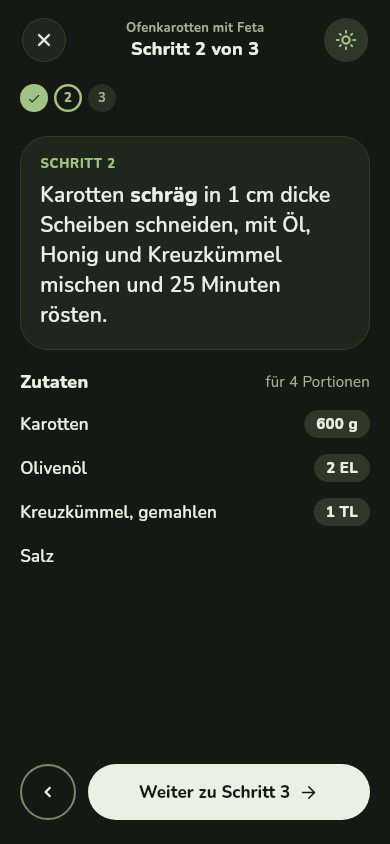 Ofenkarotten mit Feta
Schritt 2 von 3
2
3
SCHRITT 2
Karotten schräg in 1 cm dicke
Scheiben schneiden, mit Öl,
Honig und Kreuzkümmel
mischen und 25 Minuten
rösten.
Zutaten
für 4 Portionen
Karotten
600 g
Olivenöl
2 EL
Kreuzkümmel, gemahlen
1 TL
Salz
Weiter zu Schritt 3 →